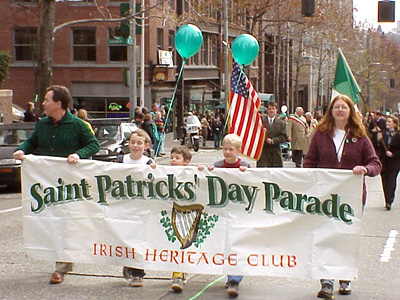 Saint Patricks' Day Parade
IRISH HERITAGE CLUB